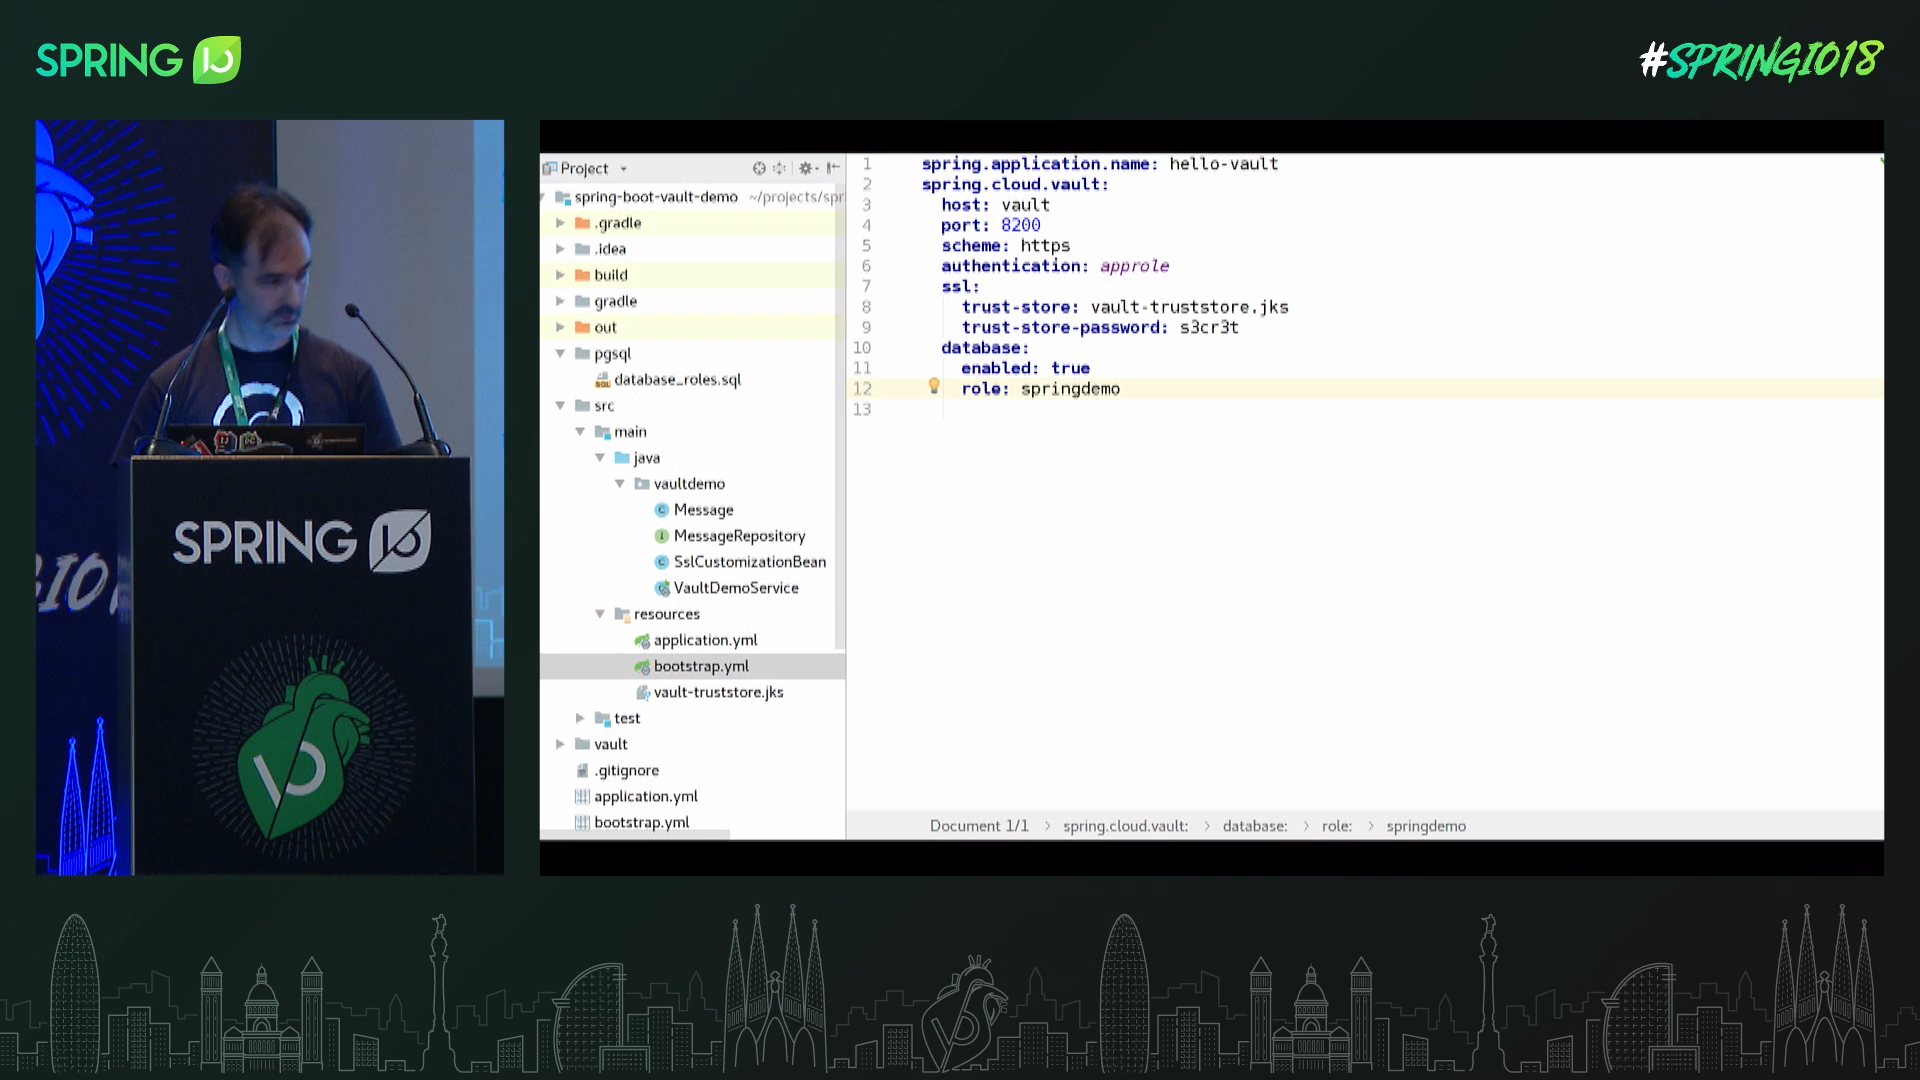 SPRING IO
#SPRINGIO18
SPRING IO
IO1
Project
spring-boot-vault-demo ~/projects/spr
.gradle
.idea
build
gradle
out
pgsql
database_roles.sql
src
main
java
vaultdemo
Message
MessageRepository
SslCustomizationBean
VaultDemoService
resources
application.yml
bootstrap.yml
vault-truststore.jks
test
vault
.gitignore
application.yml
bootstrap.yml
1 spring.application.name: hello-vault
2 spring.cloud.vault:
3 host: vault
4 port: 8200
5 scheme: https
6 authentication: approle
7 ssl:
8 trust-store: vault-truststore.jks
9 trust-store-password: s3cr3t
10 database:
11 enabled: true
12 role: springdemo
13
Document 1/1 > spring.cloud.vault: > database: > role: > springdemo